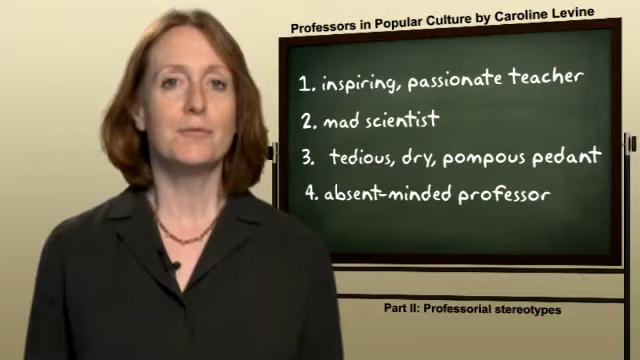 Professors in Popular Culture by Caroline Levine
1. inspiring, passionate teacher
2. mad scientist
3. tedious, dry, pompous pedant
4. absent-minded professor
Part II: Professorial stereotypes